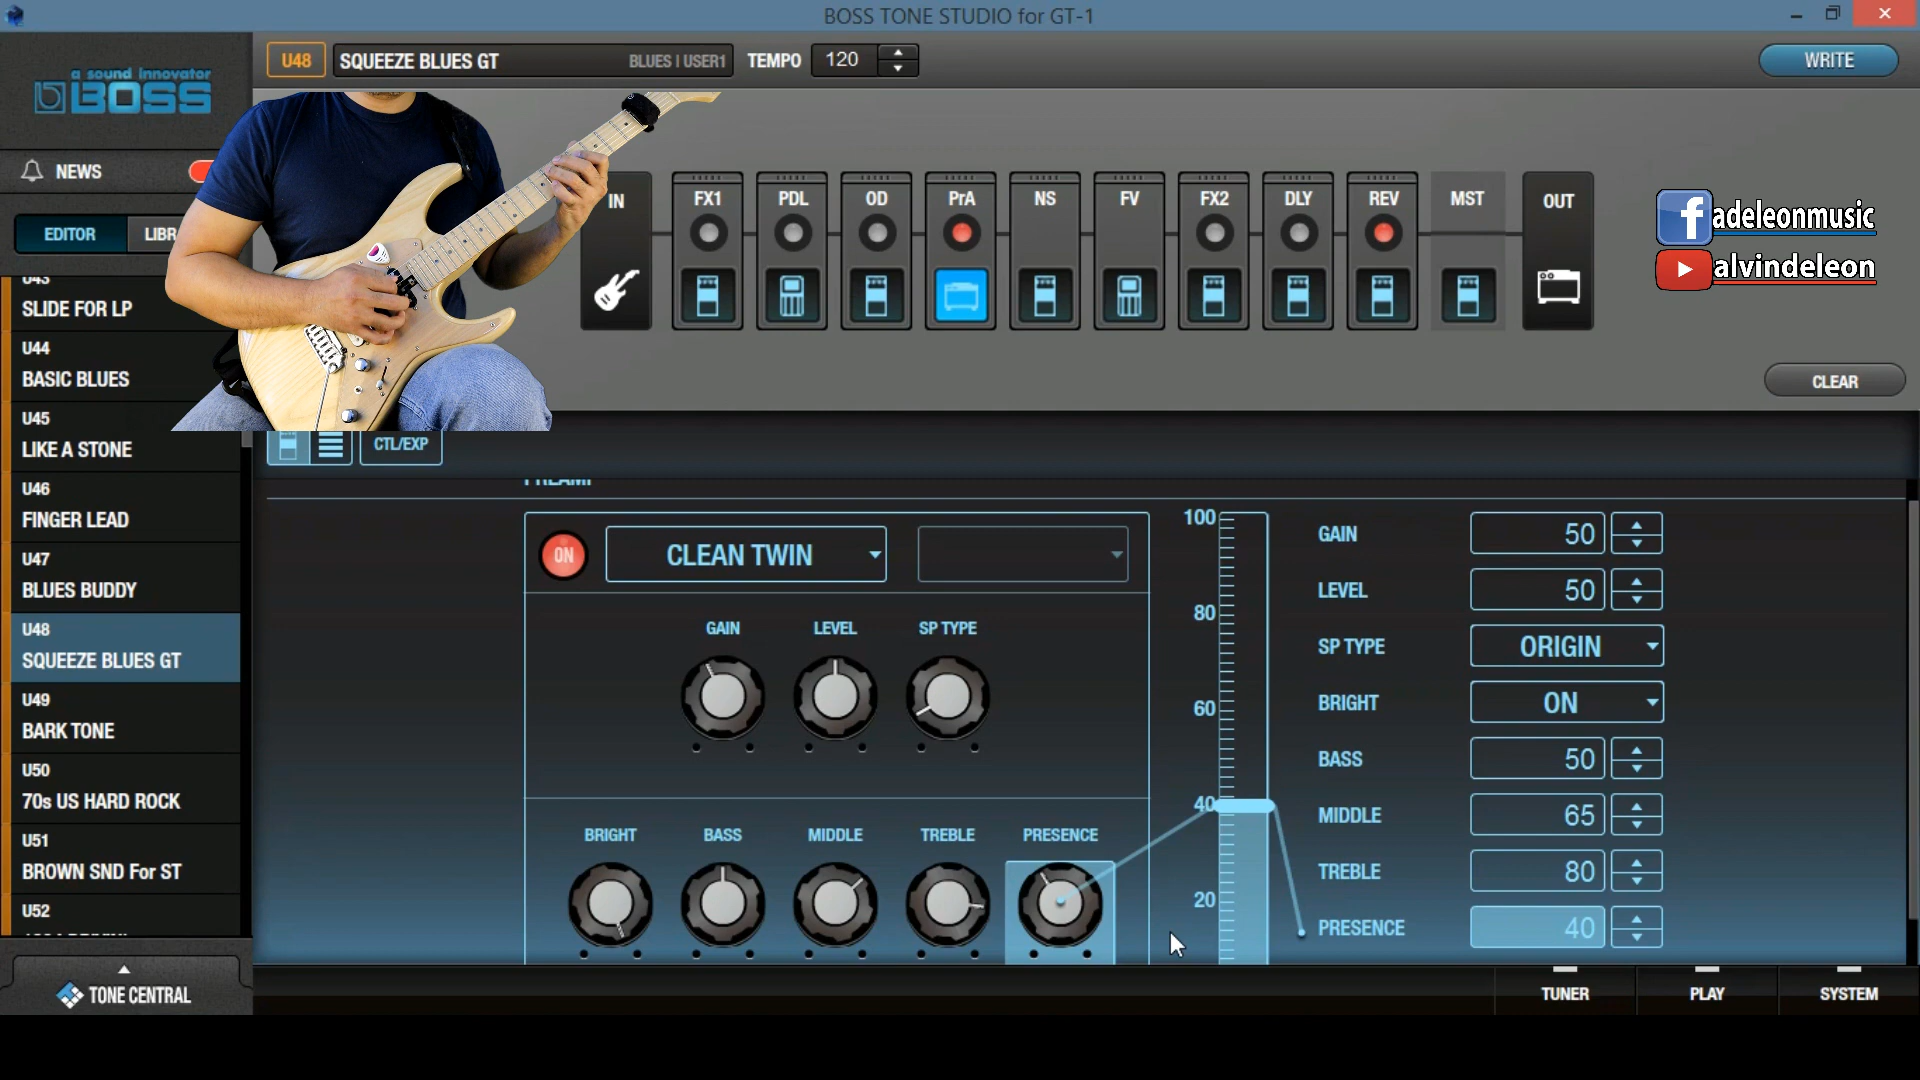 BOSS TONE STUDIO for GT-1
a sound innovator
BOSS
U48
SQUEEZE BLUES GT
BLUES | USER1
TEMPO
120
WRITE
NEWS
EDITOR
LIBR
IN
FX1
PDL
OD
PrA
NS
FV
FX2
DLY
REV
MST
OUT
f adeleonmusic
alvindeleon
CLEAR
U43
SLIDE FOR LP
U44
BASIC BLUES
U45
LIKE A STONE
U46
FINGER LEAD
U47
BLUES BUDDY
U48
SQUEEZE BLUES GT
U49
BARK TONE
U50
70s US HARD ROCK
U51
BROWN SND For ST
U52
CTL/EXP
PREAMP
ON
CLEAN TWIN
GAIN
LEVEL
SP TYPE
BRIGHT
BASS
MIDDLE
TREBLE
PRESENCE
100
80
60
40
20
GAIN 50
LEVEL 50
SP TYPE ORIGIN
BRIGHT ON
BASS 50
MIDDLE 65
TREBLE 80
PRESENCE 40
TONE CENTRAL
TUNER
PLAY
SYSTEM